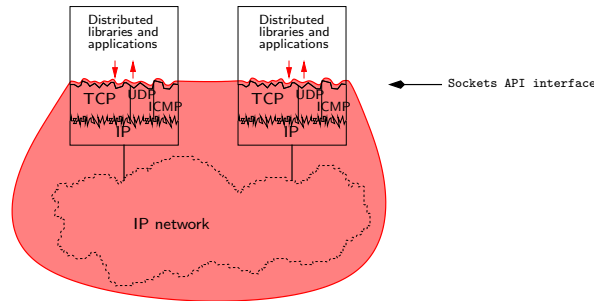 Distributed
libraries and
applications
Distributed
libraries and
applications
TCP
UDP
ICMP
IP
TCP
UDP
ICMP
IP
Sockets API interface
IP network